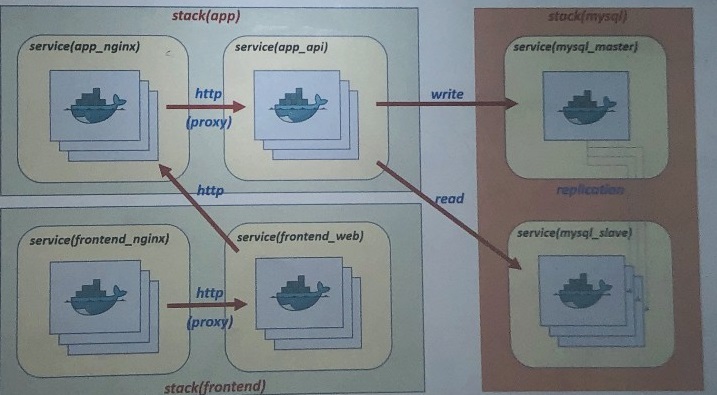 stack(app)
service(app_nginx)
http
(proxy)
service(app_api)
write
read
stack(mysql)
service(mysql_master)
replication
service(mysql_slave)
http
service(frontend_nginx)
http
(proxy)
service(frontend_web)
stack(frontend)